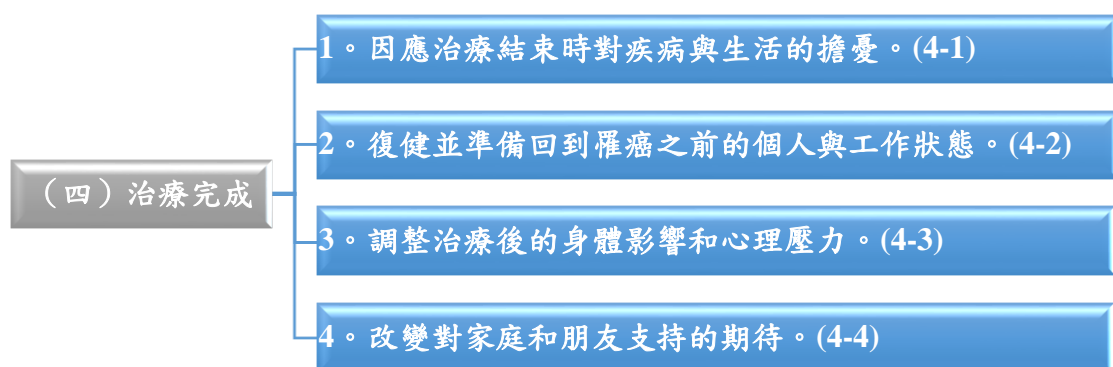 （四）治療完成
1。因應治療結束時對疾病與生活的擔憂。(4-1)
2。復健並準備回到罹癌之前的個人與工作狀態。(4-2)
3。調整治療後的身體影響和心理壓力。(4-3)
4。改變對家庭和朋友支持的期待。(4-4)